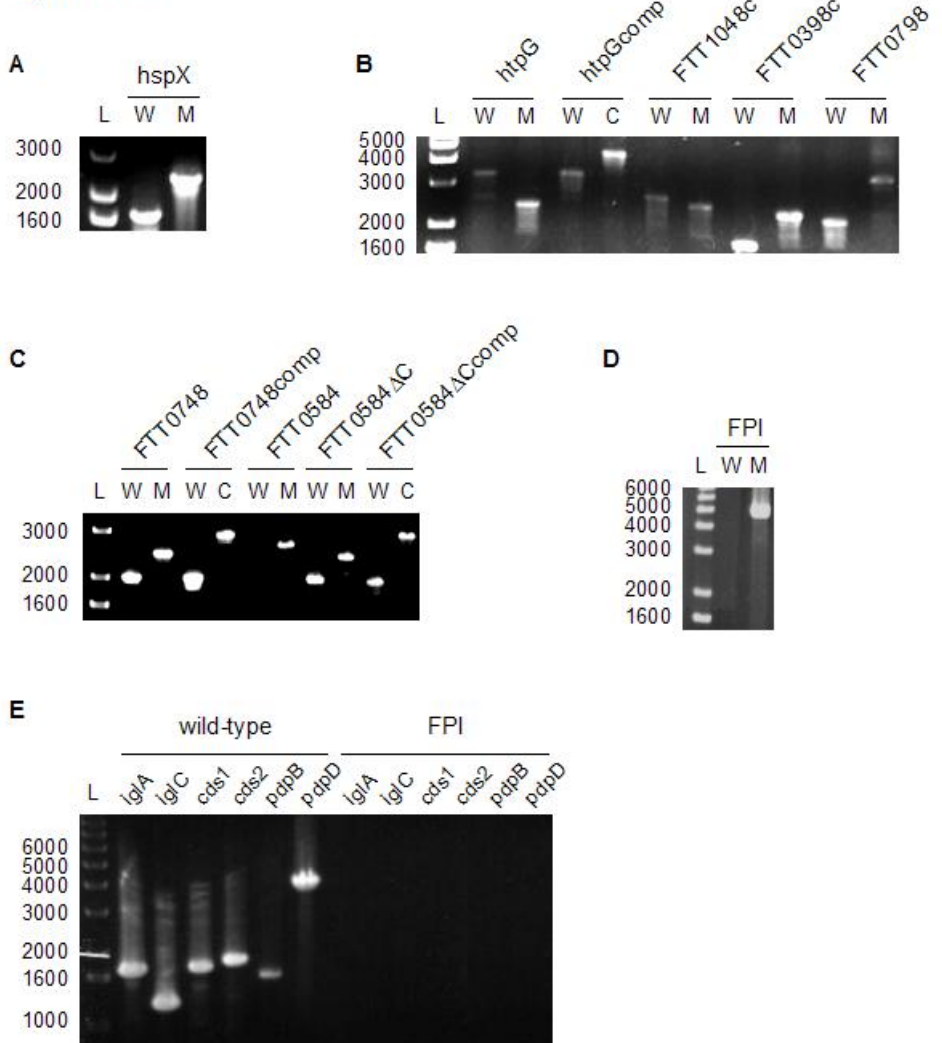 A
hspX
L W M
3000
2000
1600
B
htpG htpGcomp FTT1048c FTT0398c FTT0798
L W M W C W M W M W M
5000
4000
3000
2000
1600
C
FTT0748 FTT0748comp FTT0584 FTT0584ΔC FTT0584ΔCcomp
L W M W C W M W M W C
3000
2000
1600
D
FPI
L W M
6000
5000
4000
3000
2000
1600
E
wild-type FPI
L iglA iglC cds1 cds2 pdpB pdpD iglA iglC cds1 cds2 pdpB pdpD
6000
5000
4000
3000
2000
1600
1000